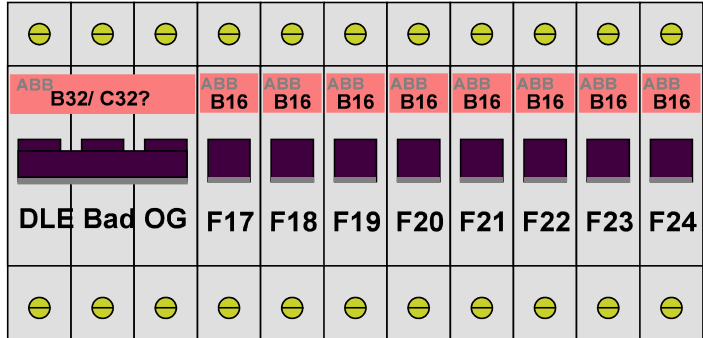 ABB ABB ABB ABB ABB ABB ABB ABB ABB
B32/ C32? B16 B16 B16 B16 B16 B16 B16 B16
DLE Bad OG F17 F18 F19 F20 F21 F22 F23 F24